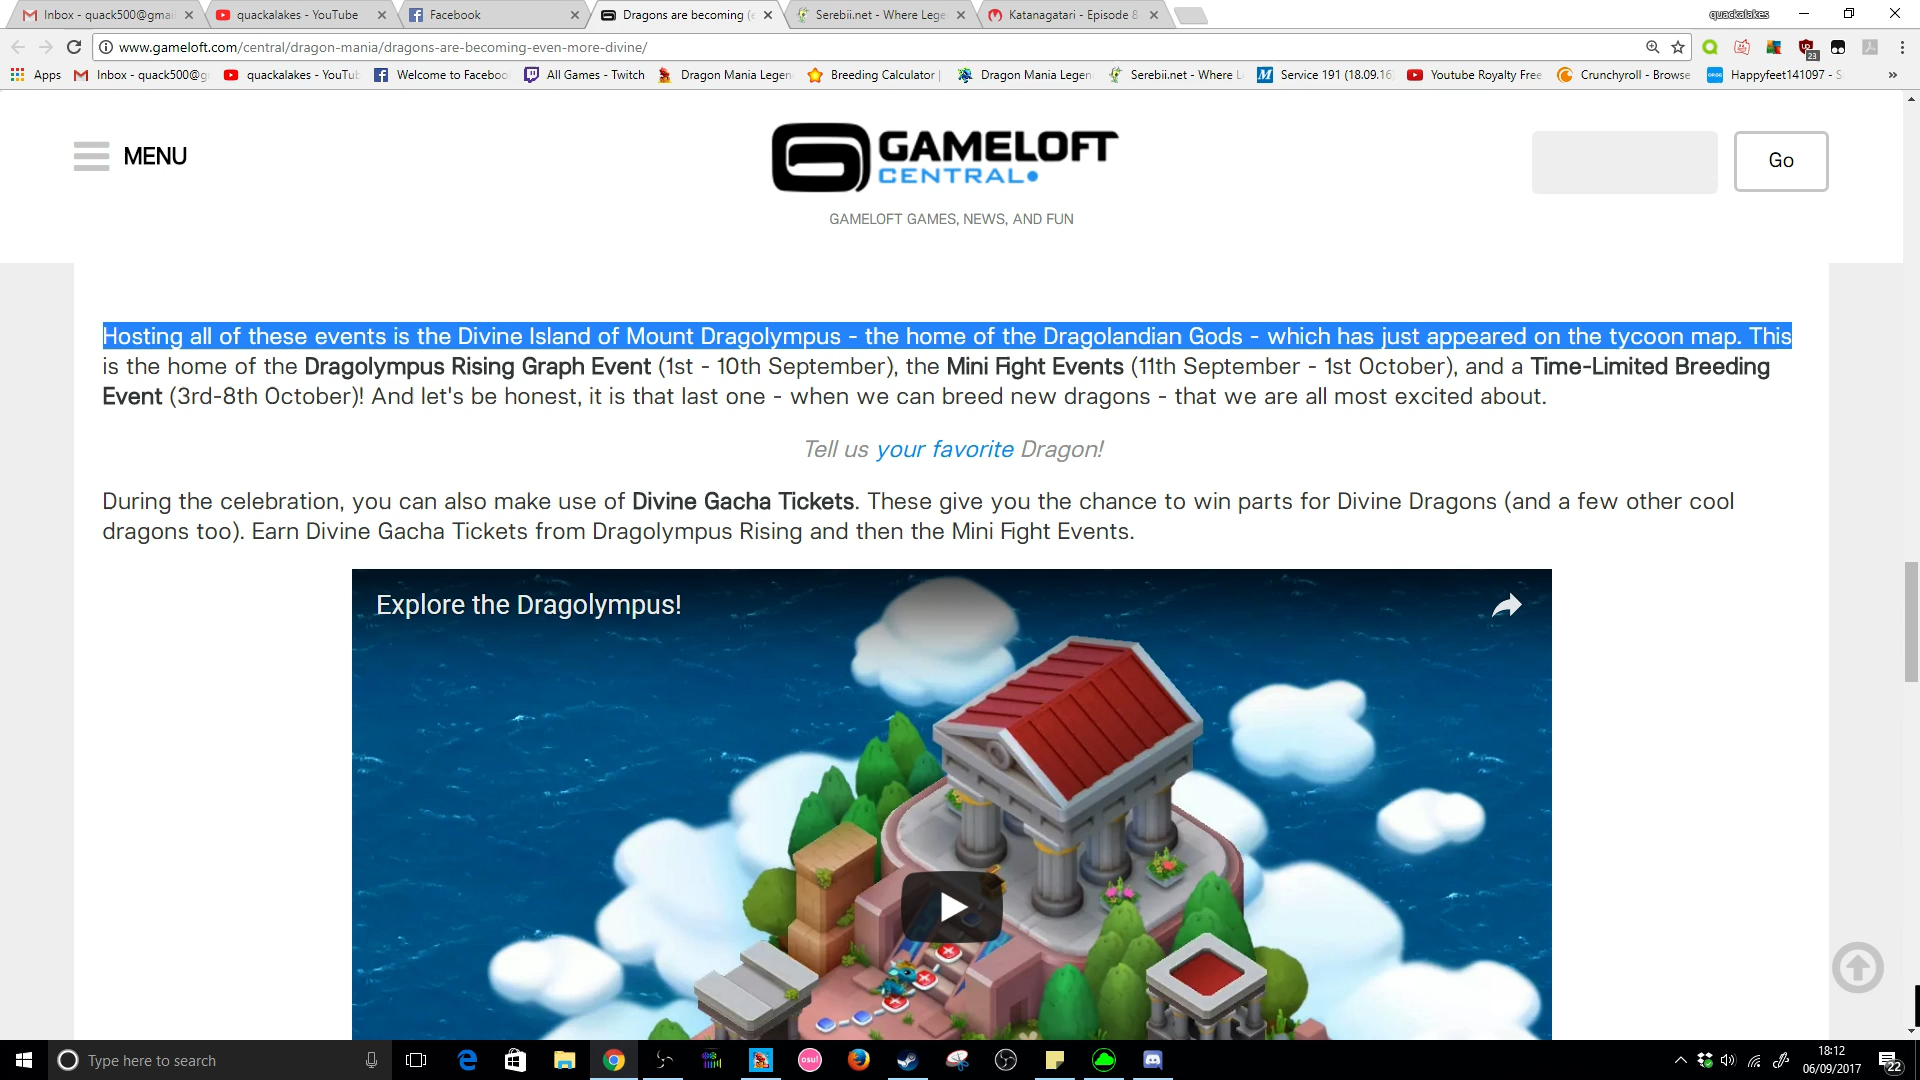 Inbox - quack500@gmai
quackalakes - YouTube
Facebook
Dragons are becoming (e
Serebii.net - Where Lege
Katanagatari - Episode 8
quackalakes
www.gameloft.com/central/dragon-mania/dragons-are-becoming-even-more-divine/
Apps
Inbox - quack500@g
quackalakes - YouTu
Welcome to Faceboo
All Games - Twitch
Dragon Mania Legen
Breeding Calculator |
Dragon Mania Legen
Serebii.net - Where L
Service 191 (18.09.16
Youtube Royalty Free
Crunchyroll - Browse
Happyfeet141097 - S
MENU
GAMELOFT
CENTRAL
GAMELOFT GAMES, NEWS, AND FUN
Go
Hosting all of these events is the Divine Island of Mount Dragolympus - the home of the Dragolandian Gods - which has just appeared on the tycoon map. This
is the home of the Dragolympus Rising Graph Event (1st - 10th September), the Mini Fight Events (11th September - 1st October), and a Time-Limited Breeding
Event (3rd-8th October)! And let's be honest, it is that last one - when we can breed new dragons - that we are all most excited about.
Tell us your favorite Dragon!
During the celebration, you can also make use of Divine Gacha Tickets. These give you the chance to win parts for Divine Dragons (and a few other cool
dragons too). Earn Divine Gacha Tickets from Dragolympus Rising and then the Mini Fight Events.
Explore the Dragolympus!
Type here to search
osu!
18:12
06/09/2017
22